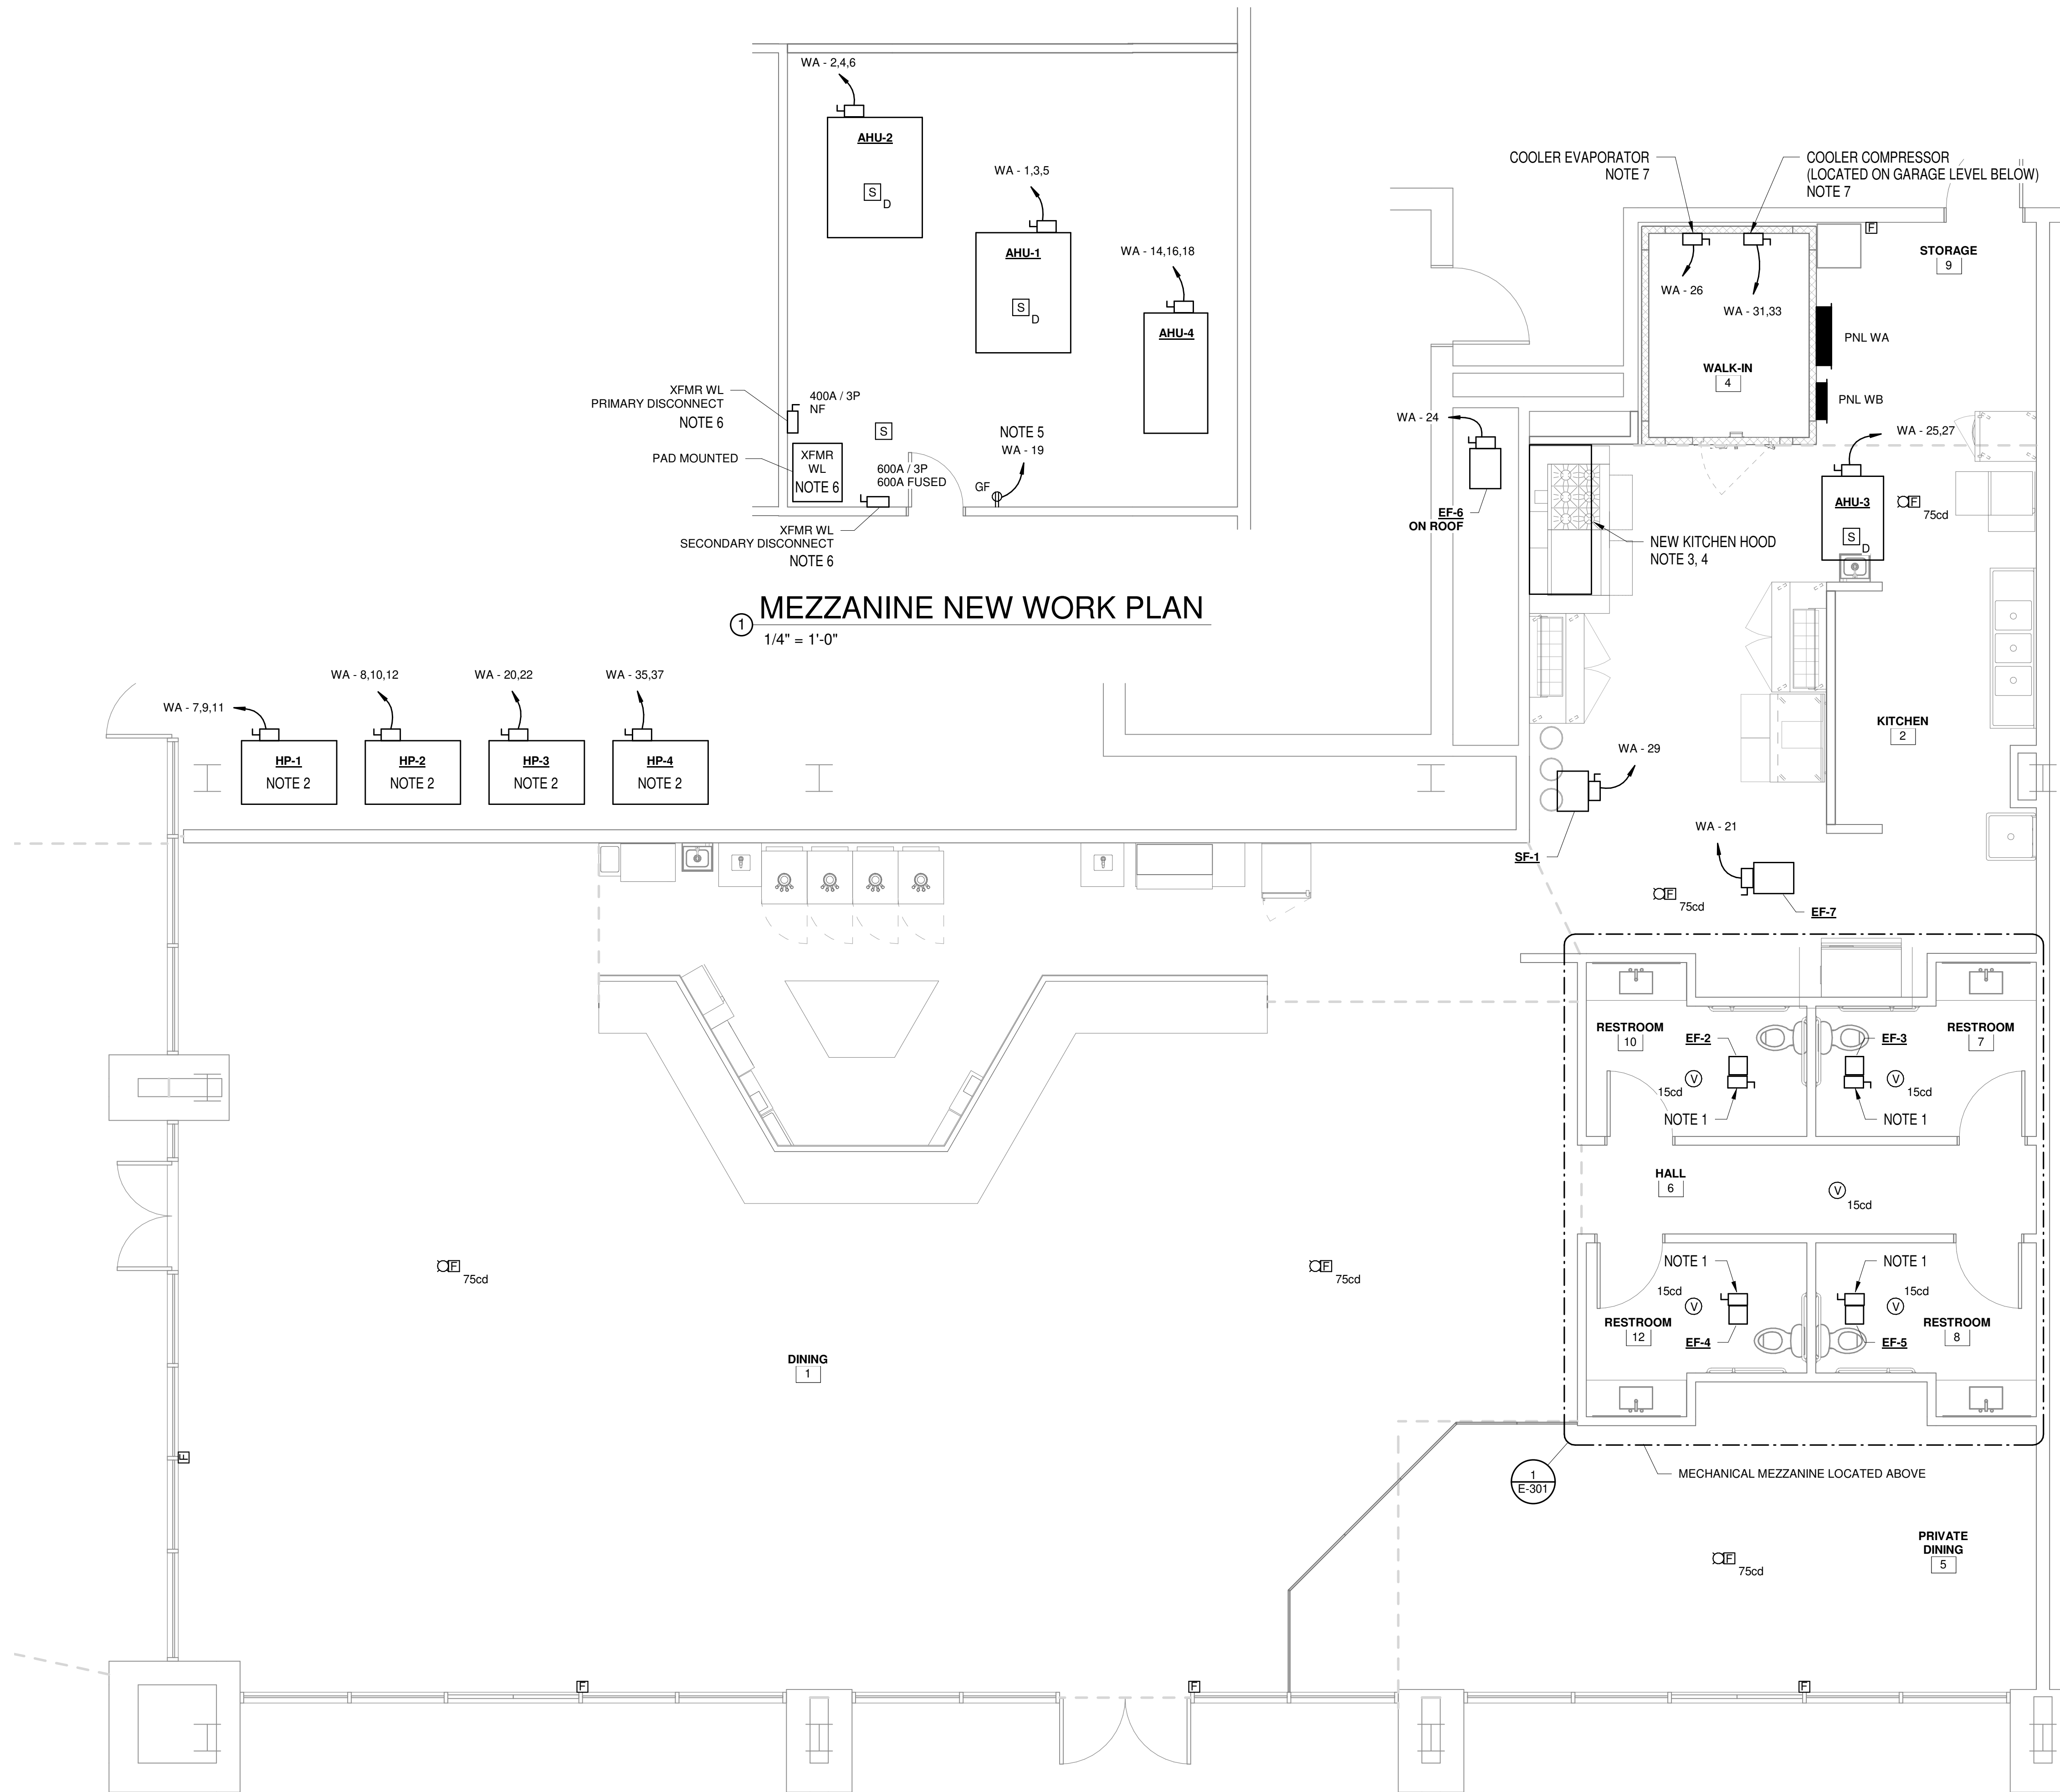 WA - 2,4,6
AHU-2
S
D
WA - 1,3,5
AHU-1
S
D
WA - 14,16,18
AHU-4
XFMR WL
PRIMARY DISCONNECT
NOTE 6
400A / 3P
NF
S
PAD MOUNTED
XFMR
WL
NOTE 6
600A / 3P
600A FUSED
NOTE 5
WA - 19
GF
XFMR WL
SECONDARY DISCONNECT
NOTE 6
1
MEZZANINE NEW WORK PLAN
1/4" = 1'-0"
COOLER EVAPORATOR
NOTE 7
COOLER COMPRESSOR
(LOCATED ON GARAGE LEVEL BELOW)
NOTE 7
F
STORAGE
9
WA - 26
WA - 31,33
PNL WA
WALK-IN
4
PNL WB
WA - 24
EF-6
ON ROOF
WA - 25,27
AHU-3
S
D
F
75cd
NEW KITCHEN HOOD
NOTE 3, 4
KITCHEN
2
WA - 7,9,11
HP-1
NOTE 2
WA - 8,10,12
HP-2
NOTE 2
WA - 20,22
HP-3
NOTE 2
WA - 35,37
HP-4
NOTE 2
WA - 29
SF-1
WA - 21
EF-7
F
75cd
RESTROOM
10
EF-2
V
15cd
NOTE 1
EF-3
RESTROOM
7
V
15cd
NOTE 1
HALL
6
V
15cd
NOTE 1
15cd
V
RESTROOM
12
EF-4
NOTE 1
15cd
V
RESTROOM
8
EF-5
F
75cd
F
75cd
DINING
1
F
1
E-301
MECHANICAL MEZZANINE LOCATED ABOVE
PRIVATE
DINING
5
F
75cd
F
F
F